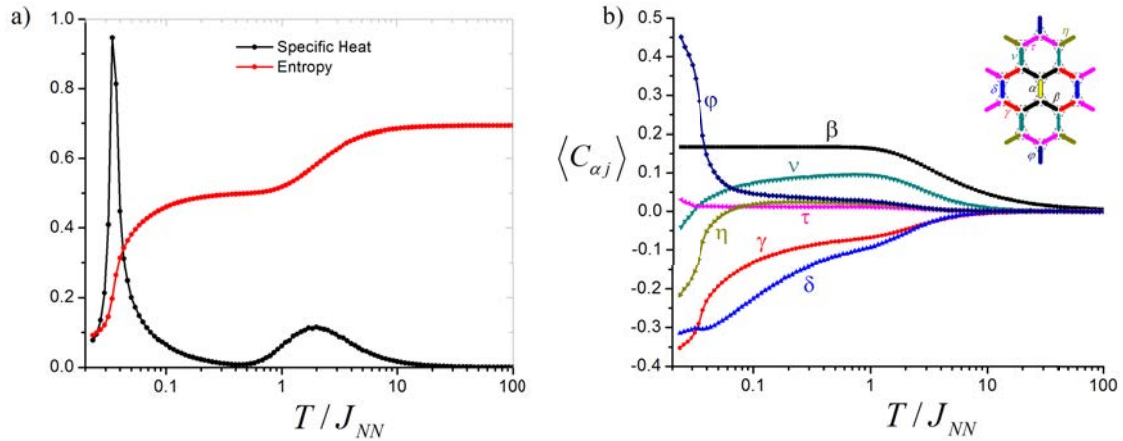 a)
1.0
0.8
0.6
0.4
0.2
0.0
Specific Heat
Entropy
0.1
1
10
100
T / J_NN
b)
⟨C_αj⟩
0.5
0.4
0.3
0.2
0.1
0.0
-0.1
-0.2
-0.3
-0.4
φ
β
ν
τ
η
γ
δ
η
τ
ν
α
δ
β
γ
φ
0.1
1
10
100
T / J_NN